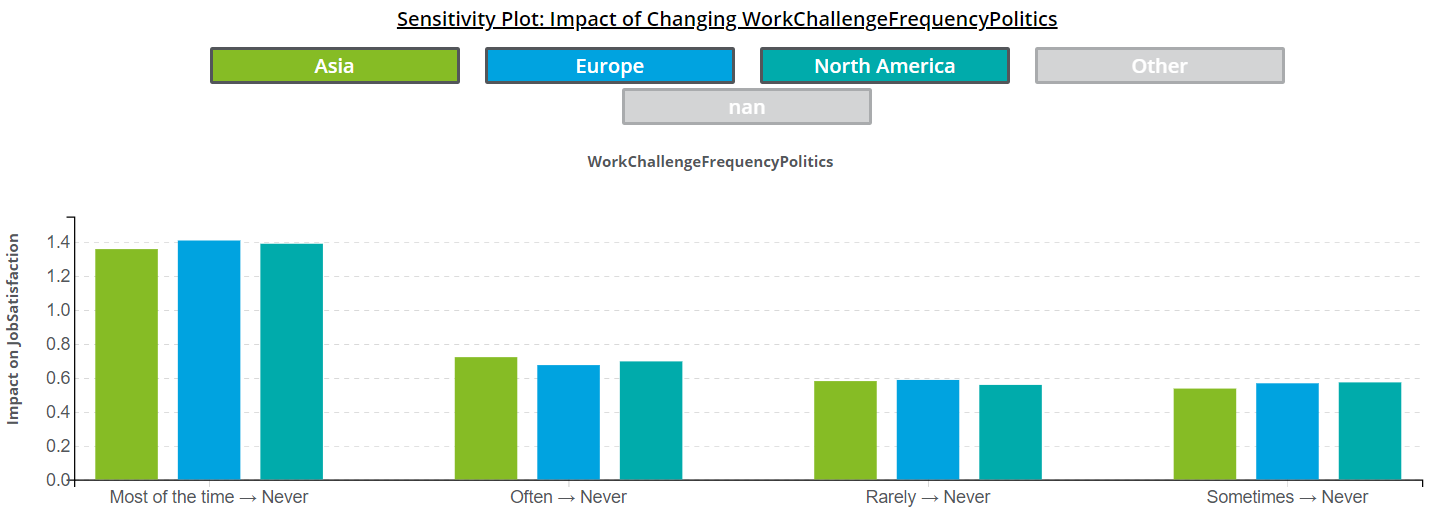 Sensitivity Plot: Impact of Changing WorkChallengeFrequencyPolitics
Asia Europe North America Other
nan
WorkChallengeFrequencyPolitics
Impact on JobSatisfaction
1.4
1.2
1.0
0.8
0.6
0.4
0.2
0.0
Most of the time → Never Often → Never Rarely → Never Sometimes → Never